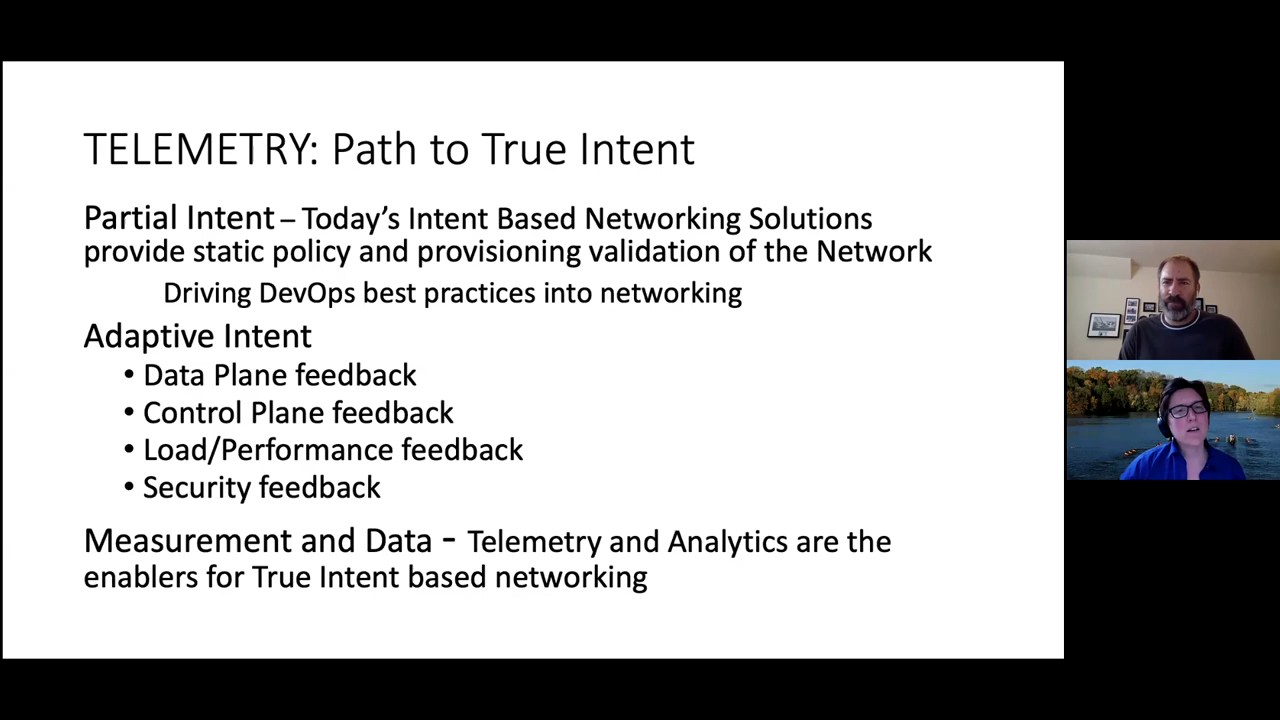 TELEMETRY: Path to True Intent
Partial Intent – Today’s Intent Based Networking Solutions
provide static policy and provisioning validation of the Network
Driving DevOps best practices into networking
Adaptive Intent
• Data Plane feedback
• Control Plane feedback
• Load/Performance feedback
• Security feedback
Measurement and Data - Telemetry and Analytics are the
enablers for True Intent based networking